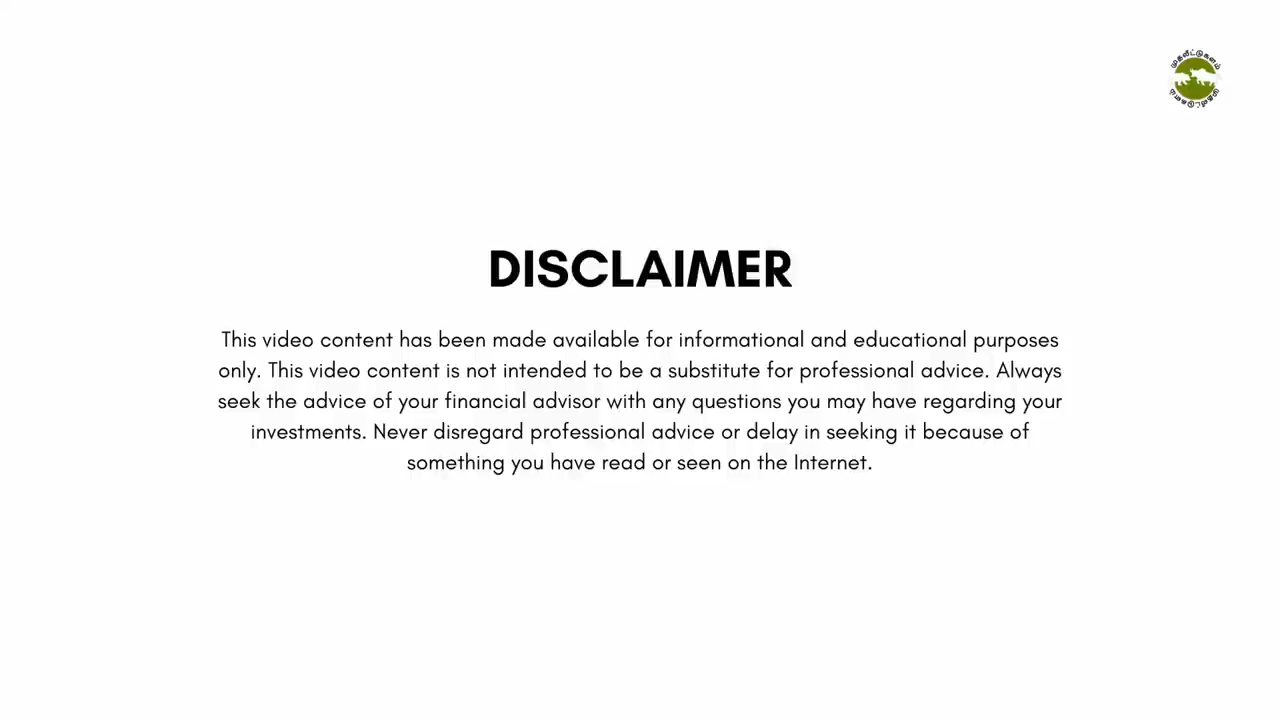 முதலீட்டுகளம்
DISCLAIMER
This video content has been made available for informational and educational purposes
only. This video content is not intended to be a substitute for professional advice. Always
seek the advice of your financial advisor with any questions you may have regarding your
investments. Never disregard professional advice or delay in seeking it because of
something you have read or seen on the Internet.